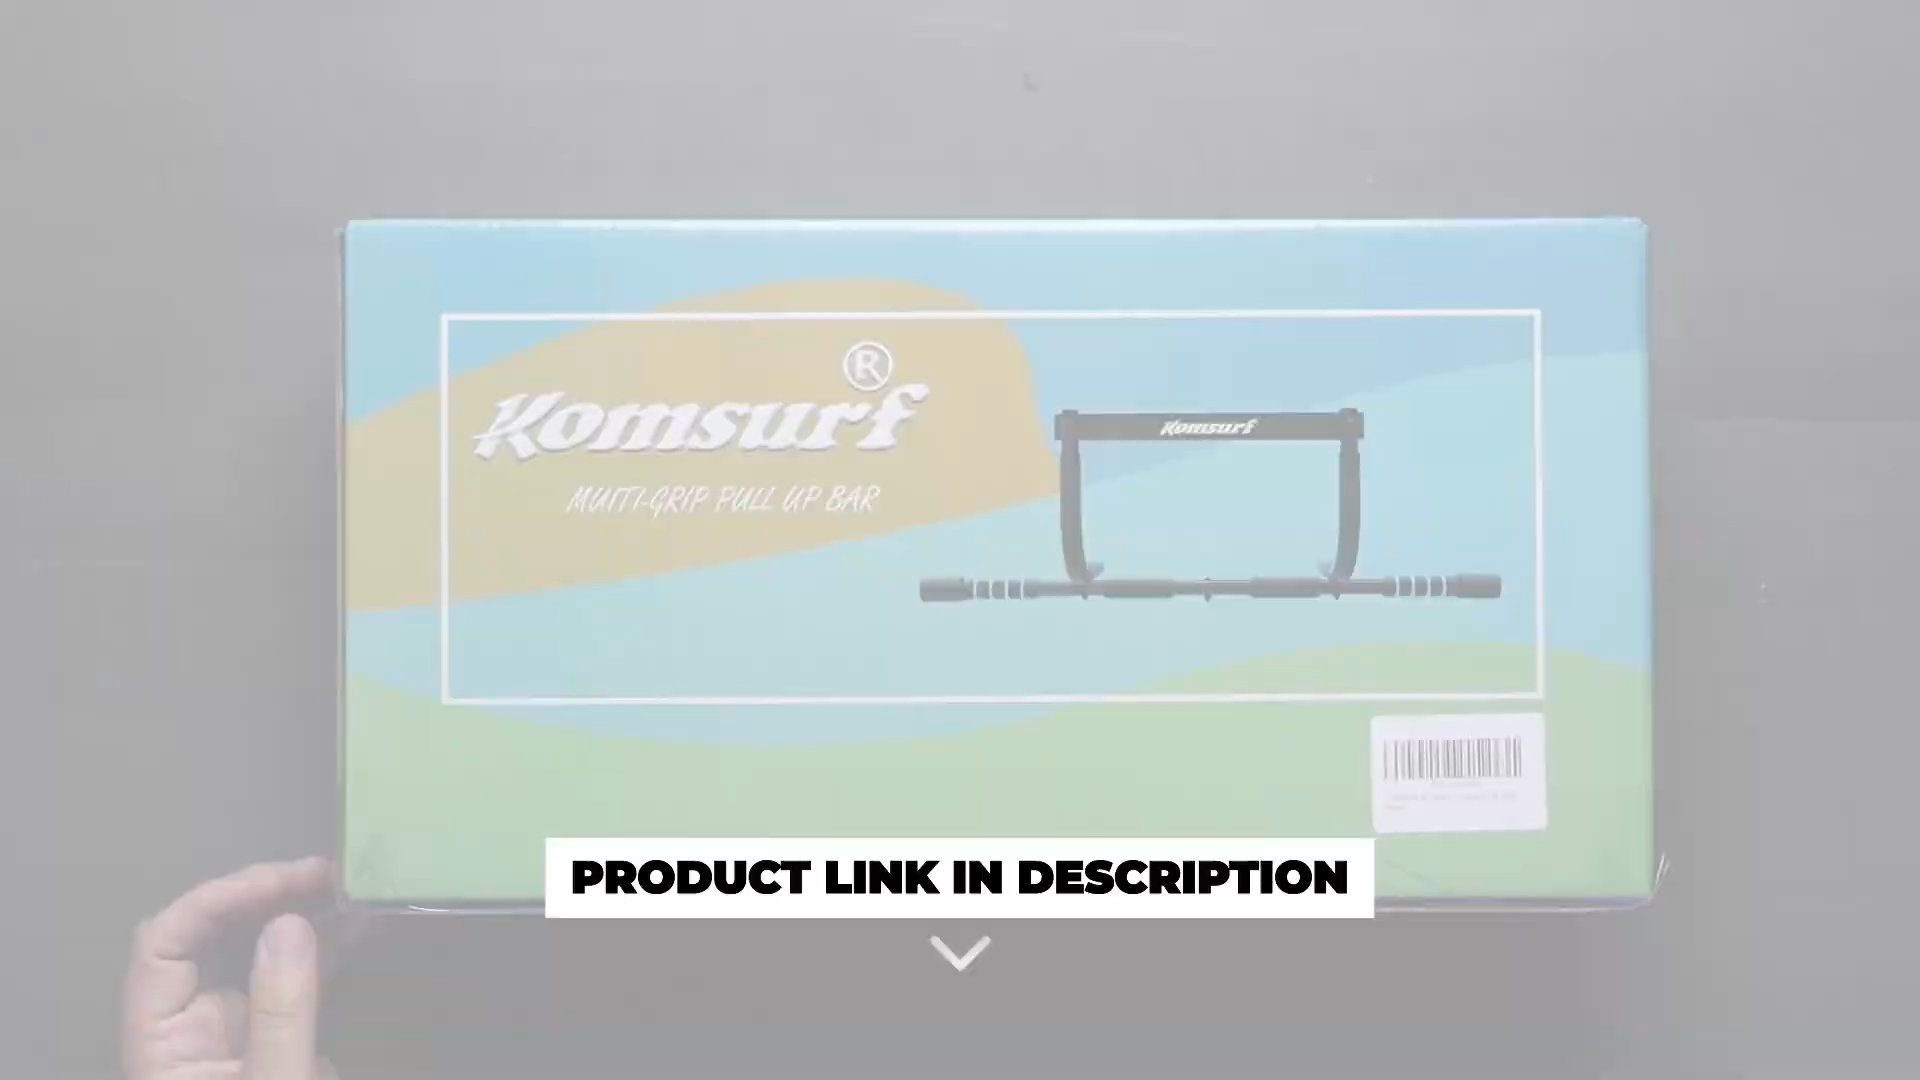 ®
Komsurf
MUITI-GRIP PULL UP BAR
Komsurf
PRODUCT LINK IN DESCRIPTION